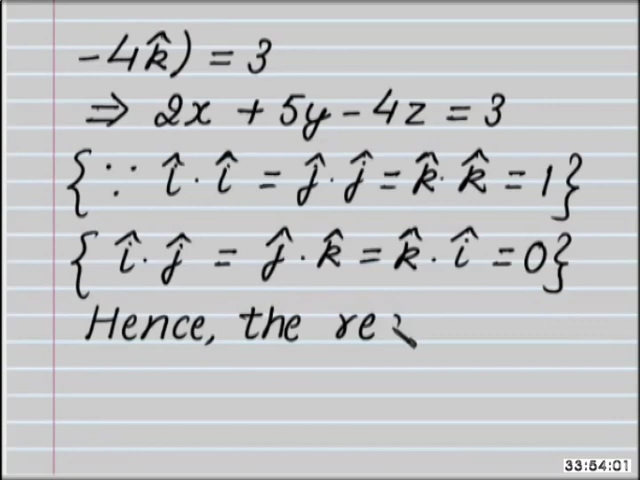 -4k̂) = 3
⇒ 2x + 5y - 4z = 3
{∵ î·î = ĵ·ĵ = k̂·k̂ = 1}
{î·ĵ = ĵ·k̂ = k̂·î = 0}
Hence, the re
33:54:01